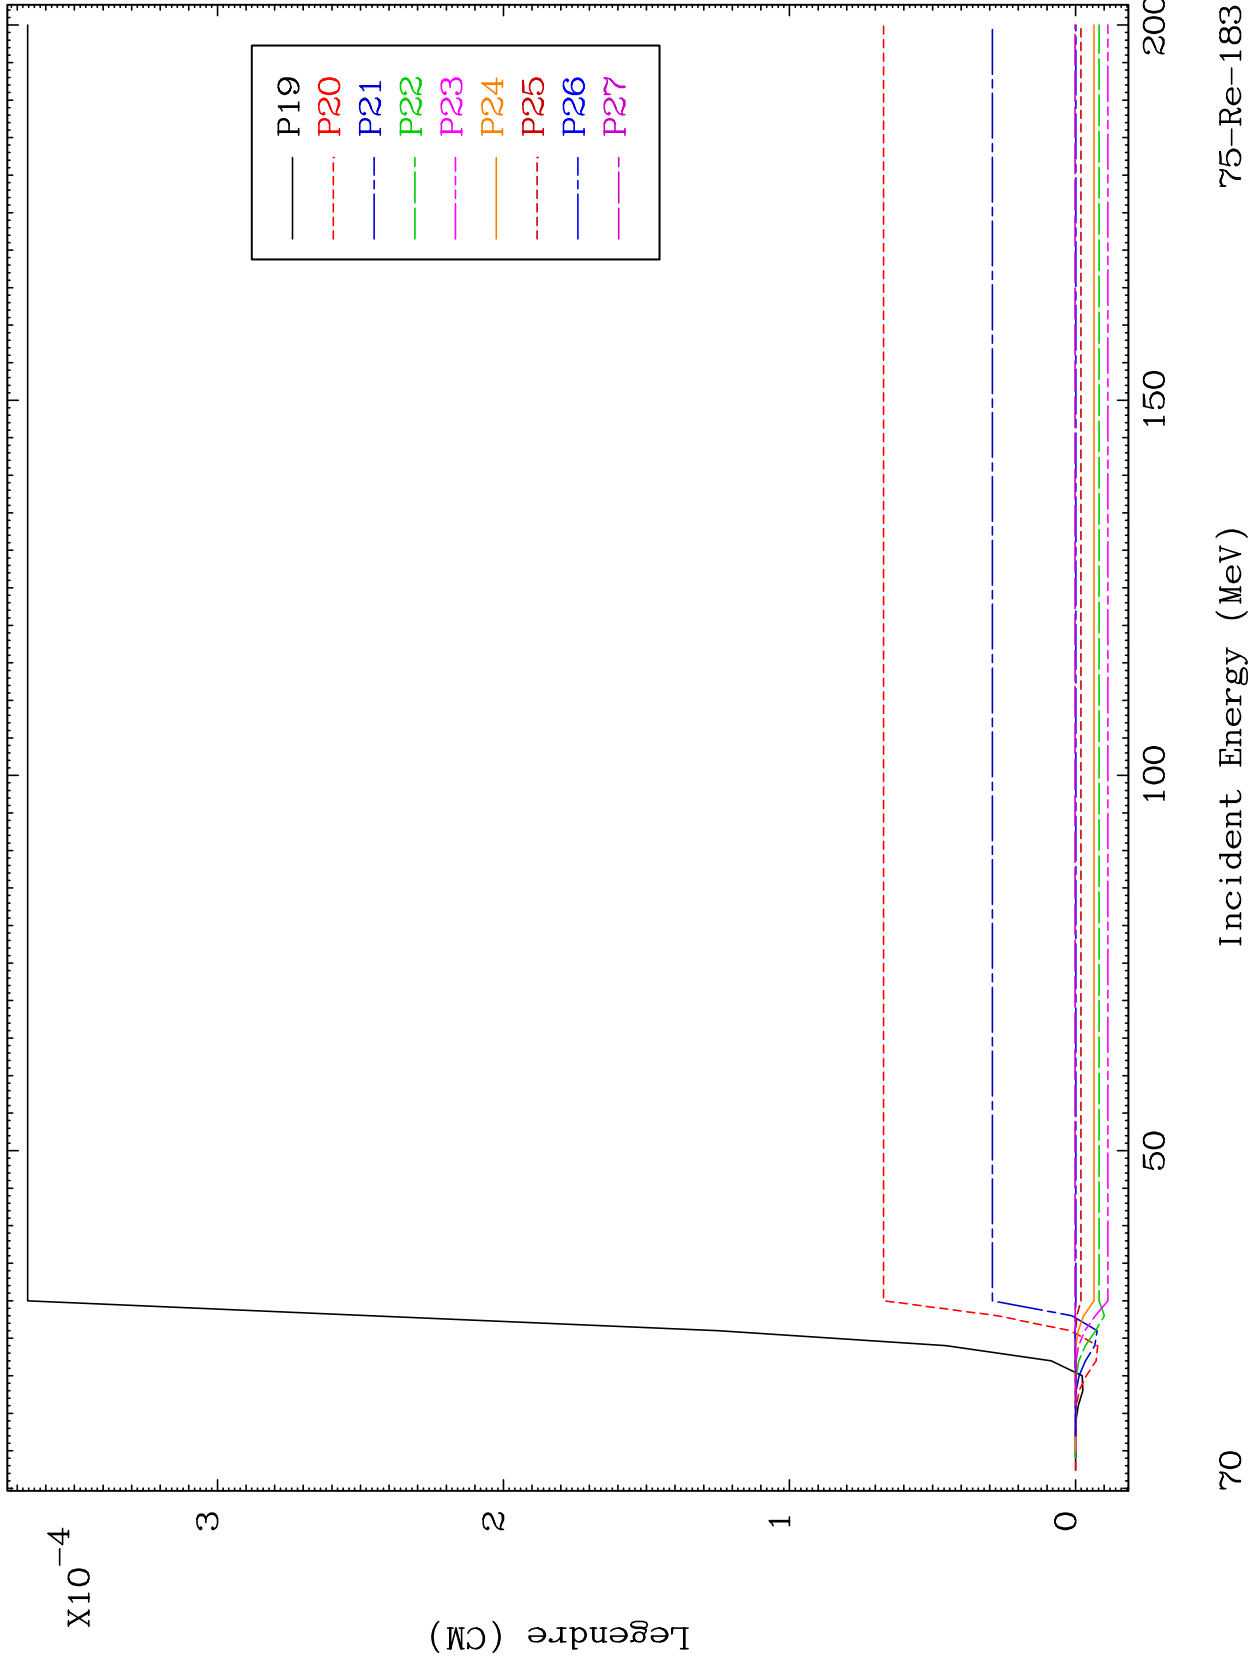 X10-4
3
2
1
0
Legendre (CM)
P19
P20
P21
P22
P23
P24
P25
P26
P27
50
100
150
200
Incident Energy (MeV)
70
75-Re-183